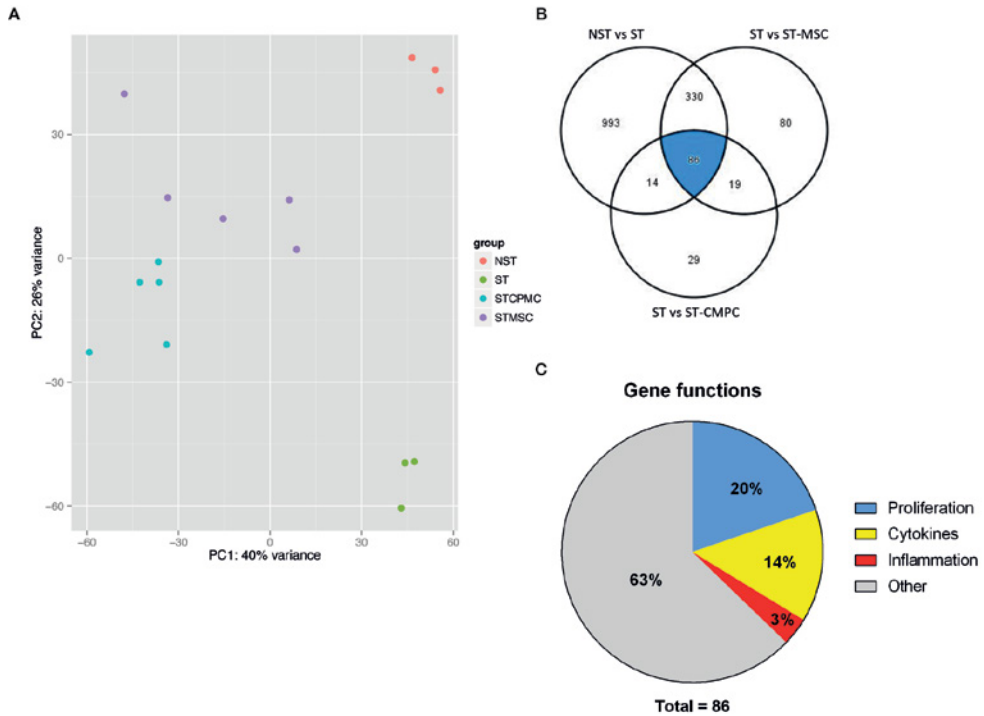 A
30
0
−30
−60
PC2: 26% variance
−60
−30
0
30
60
PC1: 40% variance
group
NST
ST
STCPMC
STMSC
B
NST vs ST
ST vs ST-MSC
330
993
80
86
14
19
29
ST vs ST-CMPC
C
Gene functions
20%
14%
3%
63%
Proliferation
Cytokines
Inflammation
Other
Total = 86